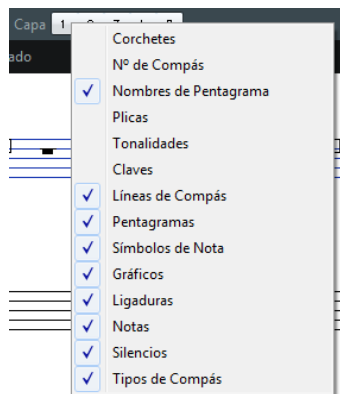 Capa 1
ado
Corchetes
Nº de Compás
Nombres de Pentagrama
Plicas
Tonalidades
Claves
Líneas de Compás
Pentagramas
Símbolos de Nota
Gráficos
Ligaduras
Notas
Silencios
Tipos de Compás